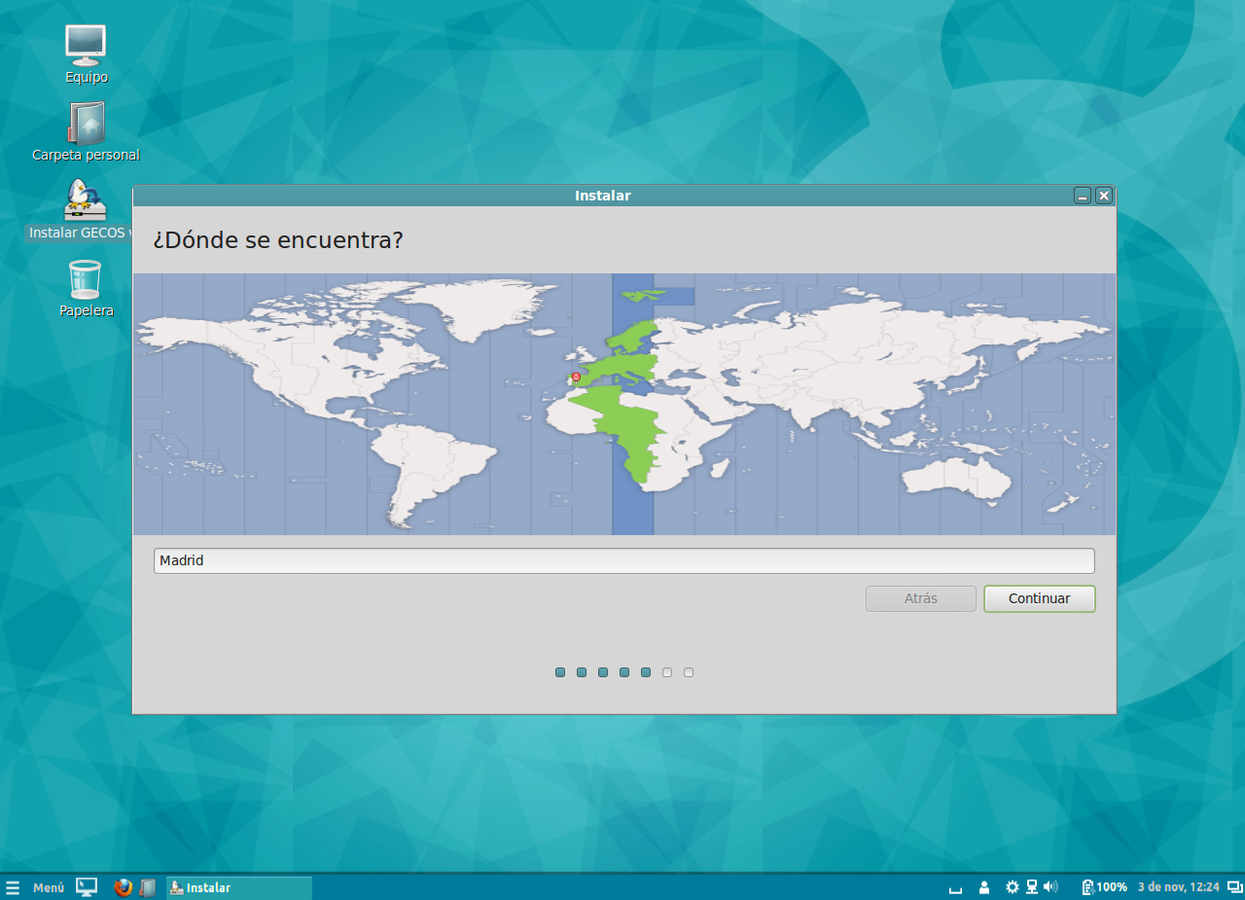 Equipo
Carpeta personal
Instalar GECOS
Papelera
Instalar
¿Dónde se encuentra?
Madrid
Atrás
Continuar
Menú
Instalar
100%
3 de nov, 12:24